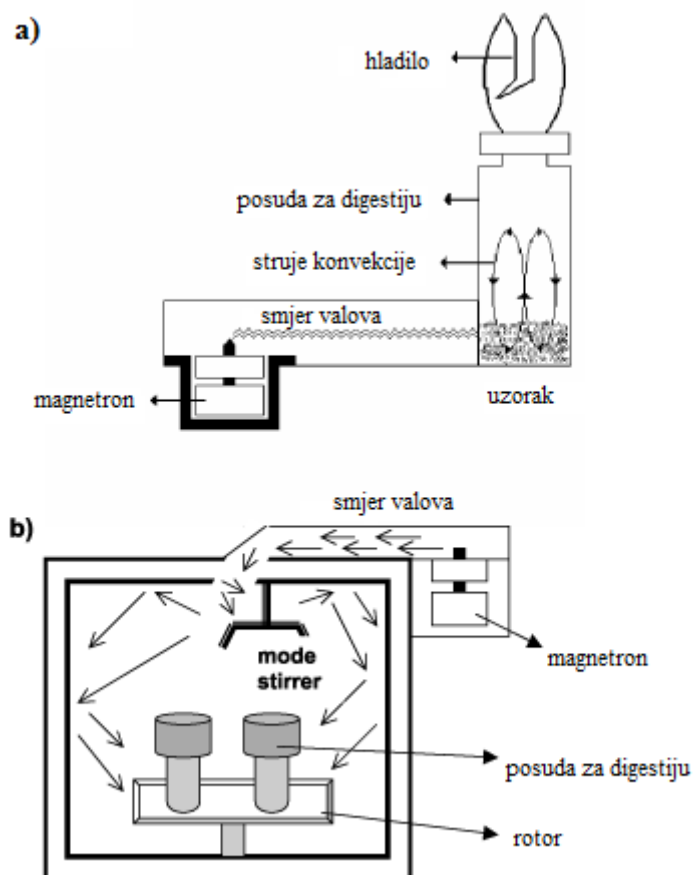 a)
hladilo
posuda za digestiju
struje konvekcije
smjer valova
magnetron
uzorak
smjer valova
b)
mode
stirrer
magnetron
posuda za digestiju
rotor